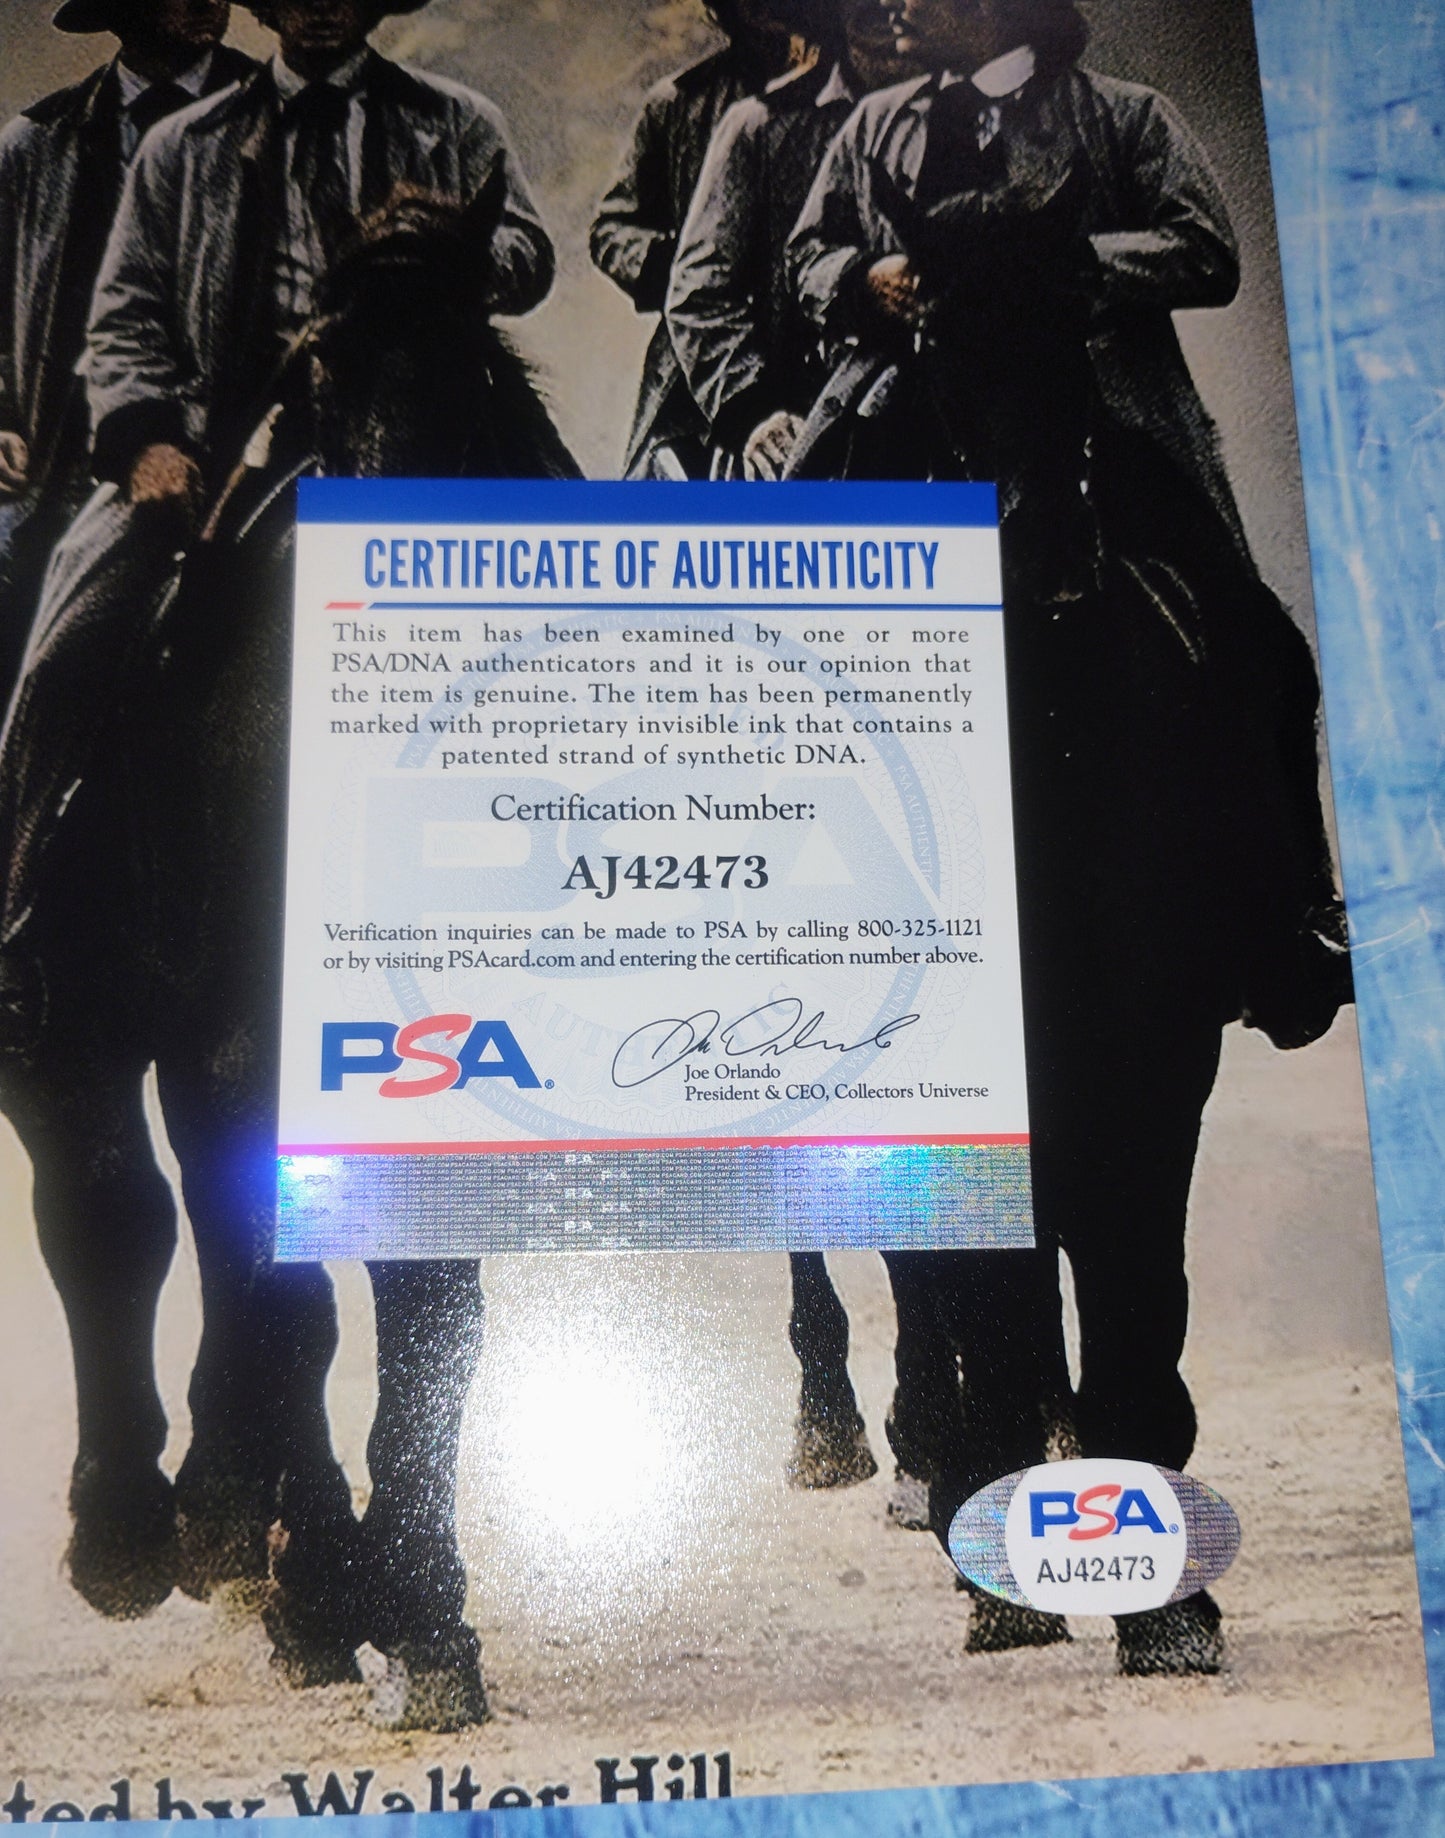 CERTIFICATE OF AUTHENTICITY
This item has been examined by one or more
PSA/DNA authenticators and it is our opinion that
the item is genuine. The item has been permanently
marked with proprietary invisible ink that contains a
patented strand of synthetic DNA.
Certification Number:
AJ42473
Verification inquiries can be made to PSA by calling 800-325-1121
or by visiting PSAcard.com and entering the certification number above.
PSA®
Joe Orlando
President & CEO, Collectors Universe
PSA®
AJ42473
ted by Walter Hill